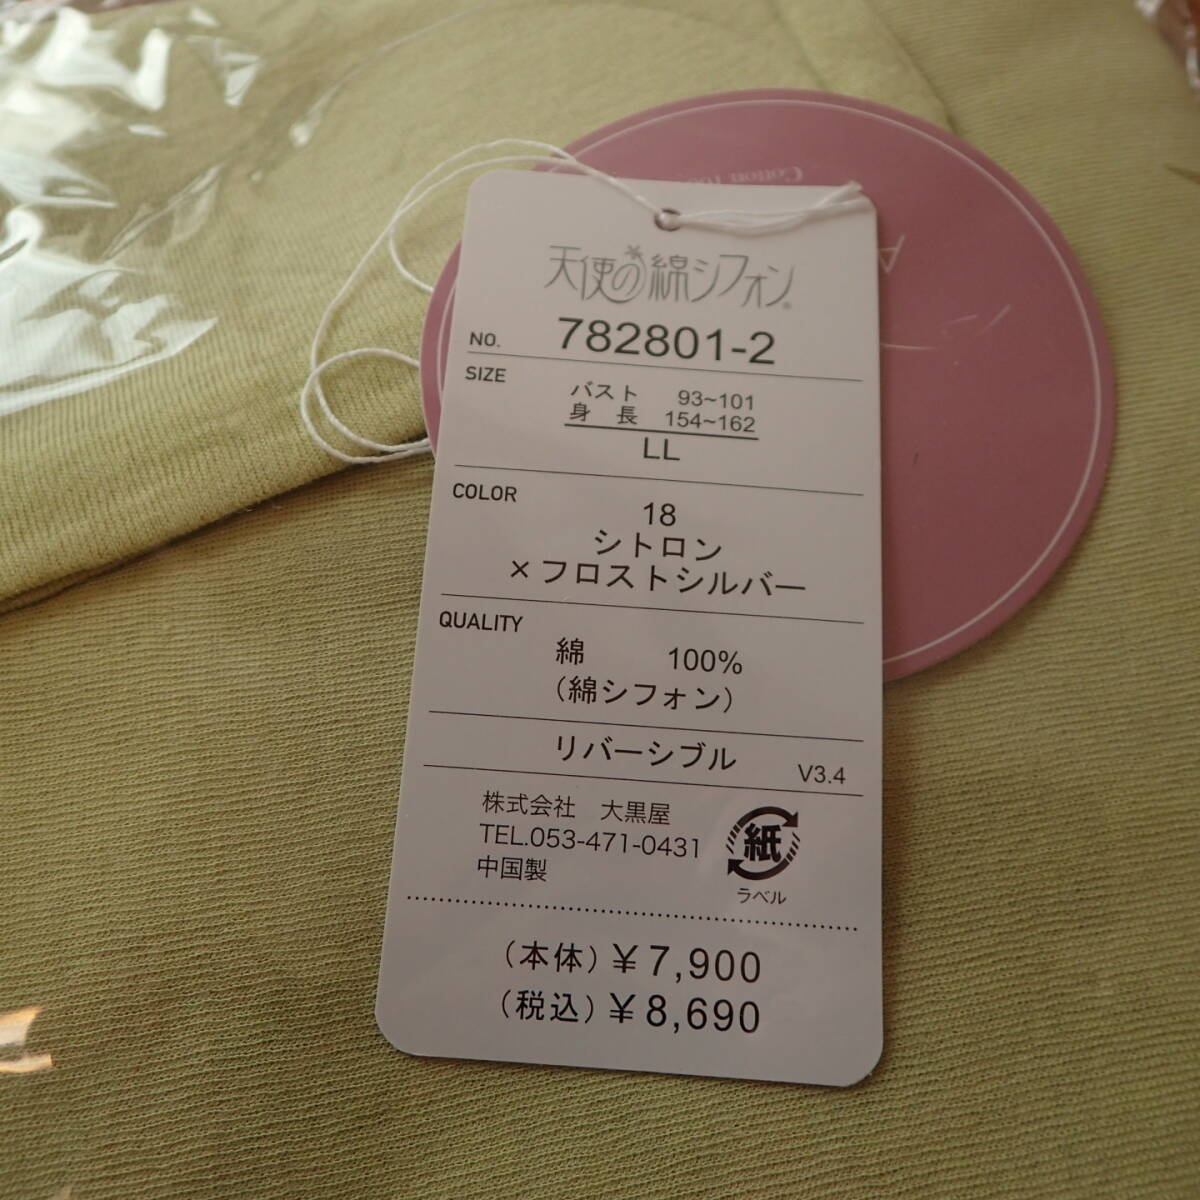 Cotton 100
天使の綿シフォン®
NO. 782801-2
SIZE
バスト 93~101
身長 154~162
LL
COLOR
18
シトロン
×フロストシルバー
QUALITY
綿 100%
(綿シフォン)
リバーシブル V3.4
株式会社 大黒屋
TEL.053-471-0431
中国製
紙
ラベル
(本体)¥7,900
(税込)¥8,690